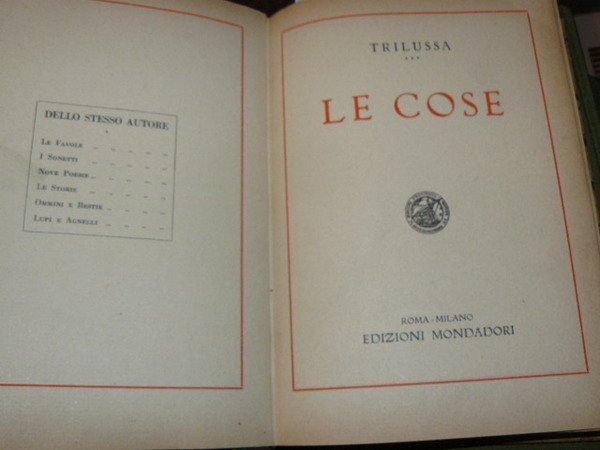 DELLO STESSO AUTORE
LE FAVOLE
I SONETTI
NOVE POESIE
LE STORIE
OMMINI E BESTIE
LUPI E AGNELLI
TRILUSSA
***
LE COSE
ROMA - MILANO
EDIZIONI MONDADORI